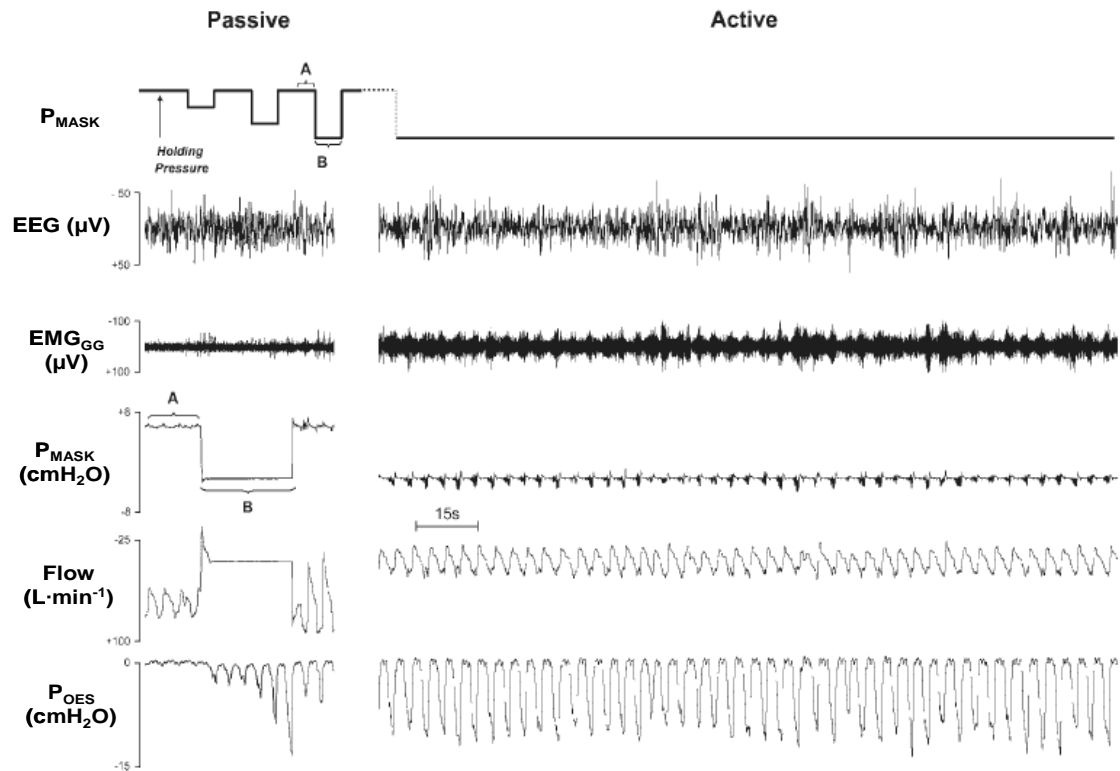 Passive
Active
A
P_MASK
Holding
Pressure
B
- 50
EEG (µV)
+50
-100
EMG_GG
(µV)
+100
A
+8
P_MASK
(cmH₂O)
B
-8
15s
-25
Flow
(L·min⁻¹)
+100
0
P_OES
(cmH₂O)
-15